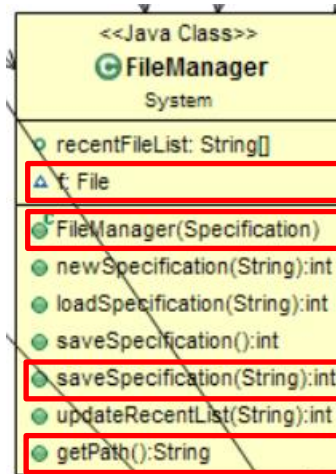 <<Java Class>>
FileManager
System
recentFileList: String[]
f: File
FileManager(Specification)
newSpecification(String):int
loadSpecification(String):int
saveSpecification():int
saveSpecification(String):int
updateRecentList(String):int
getPath():String